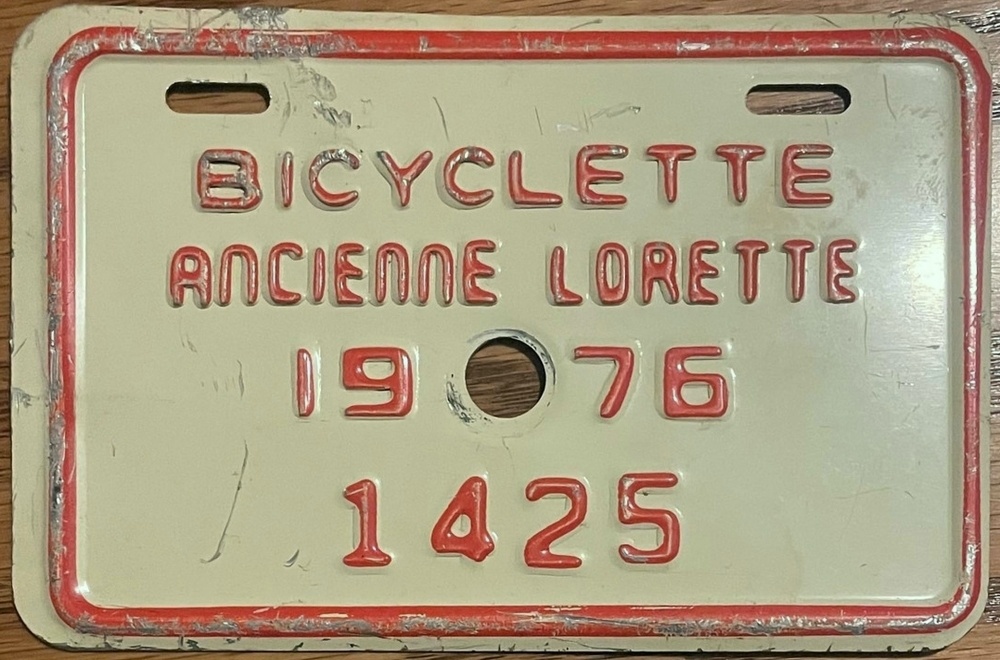 BICYCLETTE
ANCIENNE LORETTE
19 76
1425